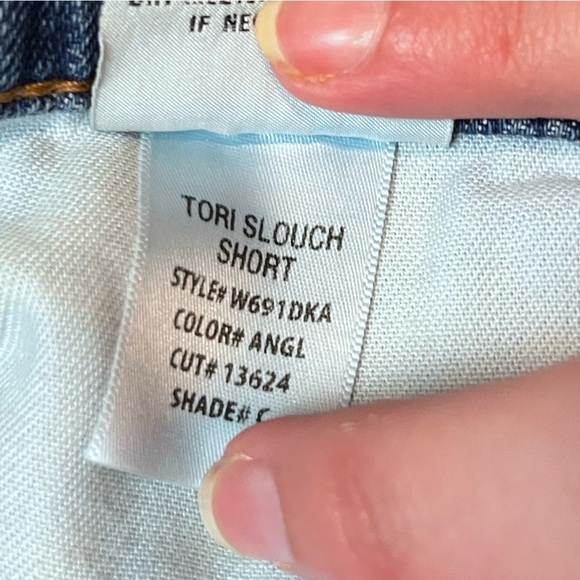 IF
TORI SLOUCH
SHORT
STYLE# W691DKA
COLOR# ANGL
CUT# 13624
SHADE#